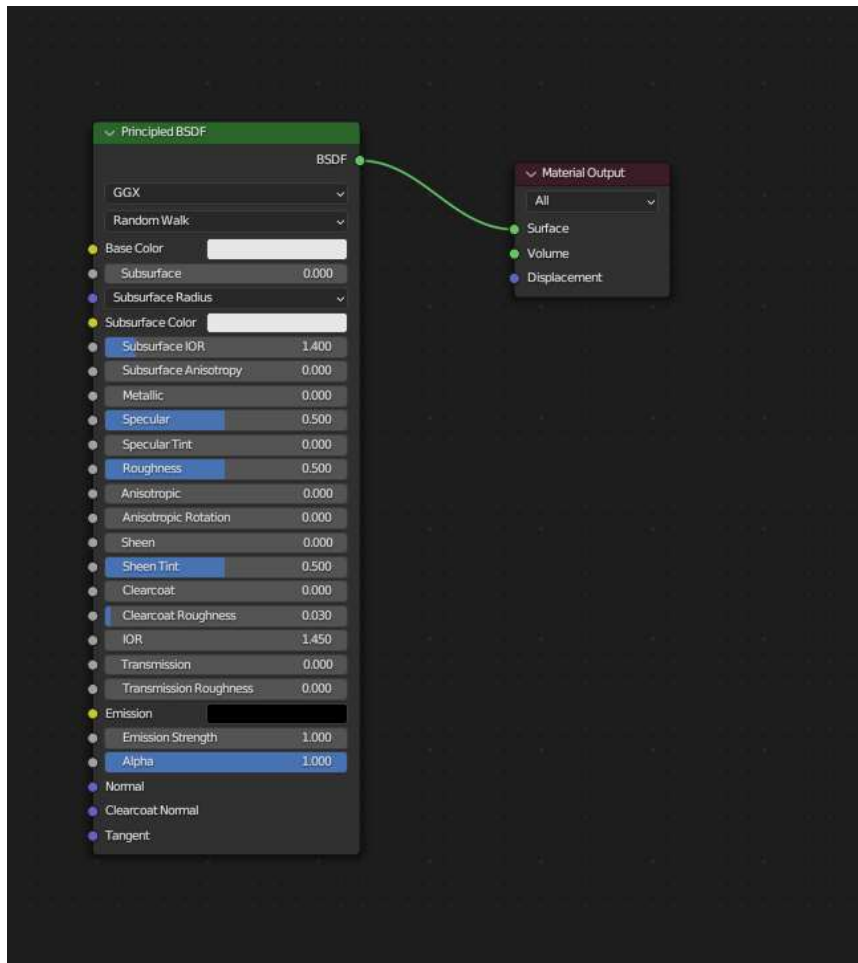 Principled BSDF
BSDF
GGX
Random Walk
Base Color
Subsurface 0.000
Subsurface Radius
Subsurface Color
Subsurface IOR 1.400
Subsurface Anisotropy 0.000
Metallic 0.000
Specular 0.500
Specular Tint 0.000
Roughness 0.500
Anisotropic 0.000
Anisotropic Rotation 0.000
Sheen 0.000
Sheen Tint 0.500
Clearcoat 0.000
Clearcoat Roughness 0.030
IOR 1.450
Transmission 0.000
Transmission Roughness 0.000
Emission
Emission Strength 1.000
Alpha 1.000
Normal
Clearcoat Normal
Tangent
Material Output
All
Surface
Volume
Displacement